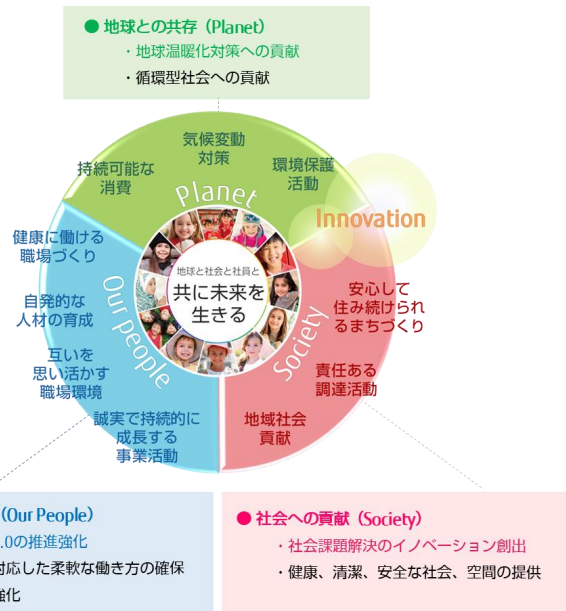 ● 地球との共存（Planet）
・地球温暖化対策への貢献
・循環型社会への貢献
気候変動
対策
持続可能な
消費
環境保護
活動
Planet
Innovation
健康に働ける
職場づくり
自発的な
人材の育成
互いを
思い活かす
職場環境
誠実で持続的に
成長する
事業活動
Our people
地球と社会と社員と
共に未来を
生きる
安心して
住み続けられ
るまちづくり
責任ある
調達活動
地域社会
貢献
Society
（Our People）
.0の推進強化
対応した柔軟な働き方の確保
強化
● 社会への貢献（Society）
・社会課題解決のイノベーション創出
・健康、清潔、安全な社会、空間の提供